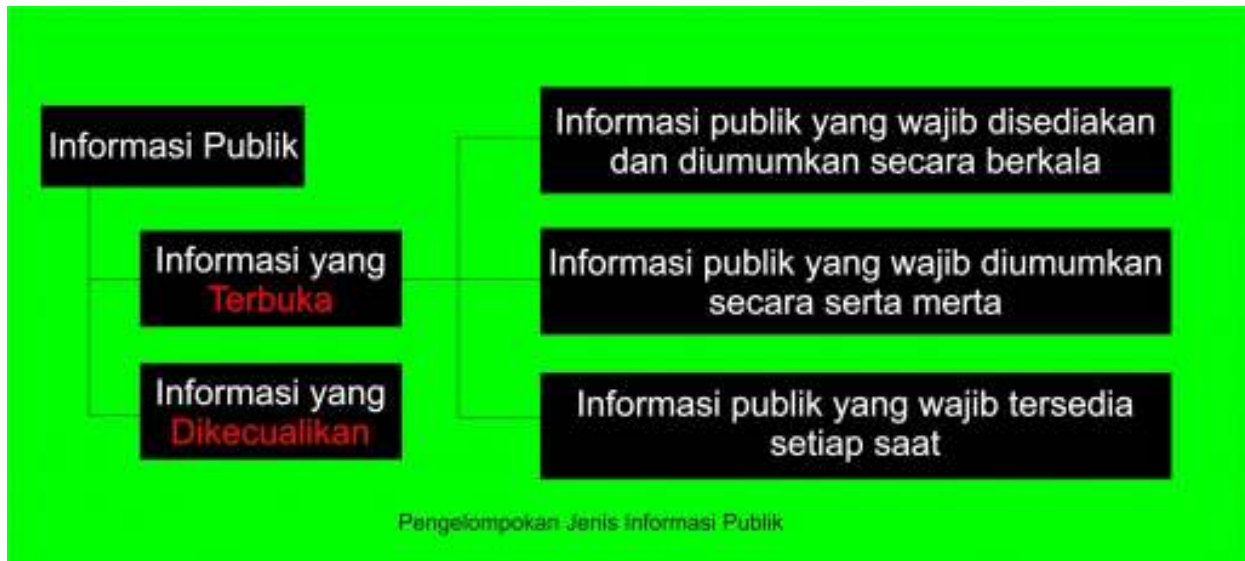 Informasi Publik
Informasi yang
Terbuka
Informasi yang
Dikecualikan
Informasi publik yang wajib disediakan
dan diumumkan secara berkala
Informasi publik yang wajib diumumkan
secara serta merta
Informasi publik yang wajib tersedia
setiap saat
Pengelompokan Jenis Informasi Publik